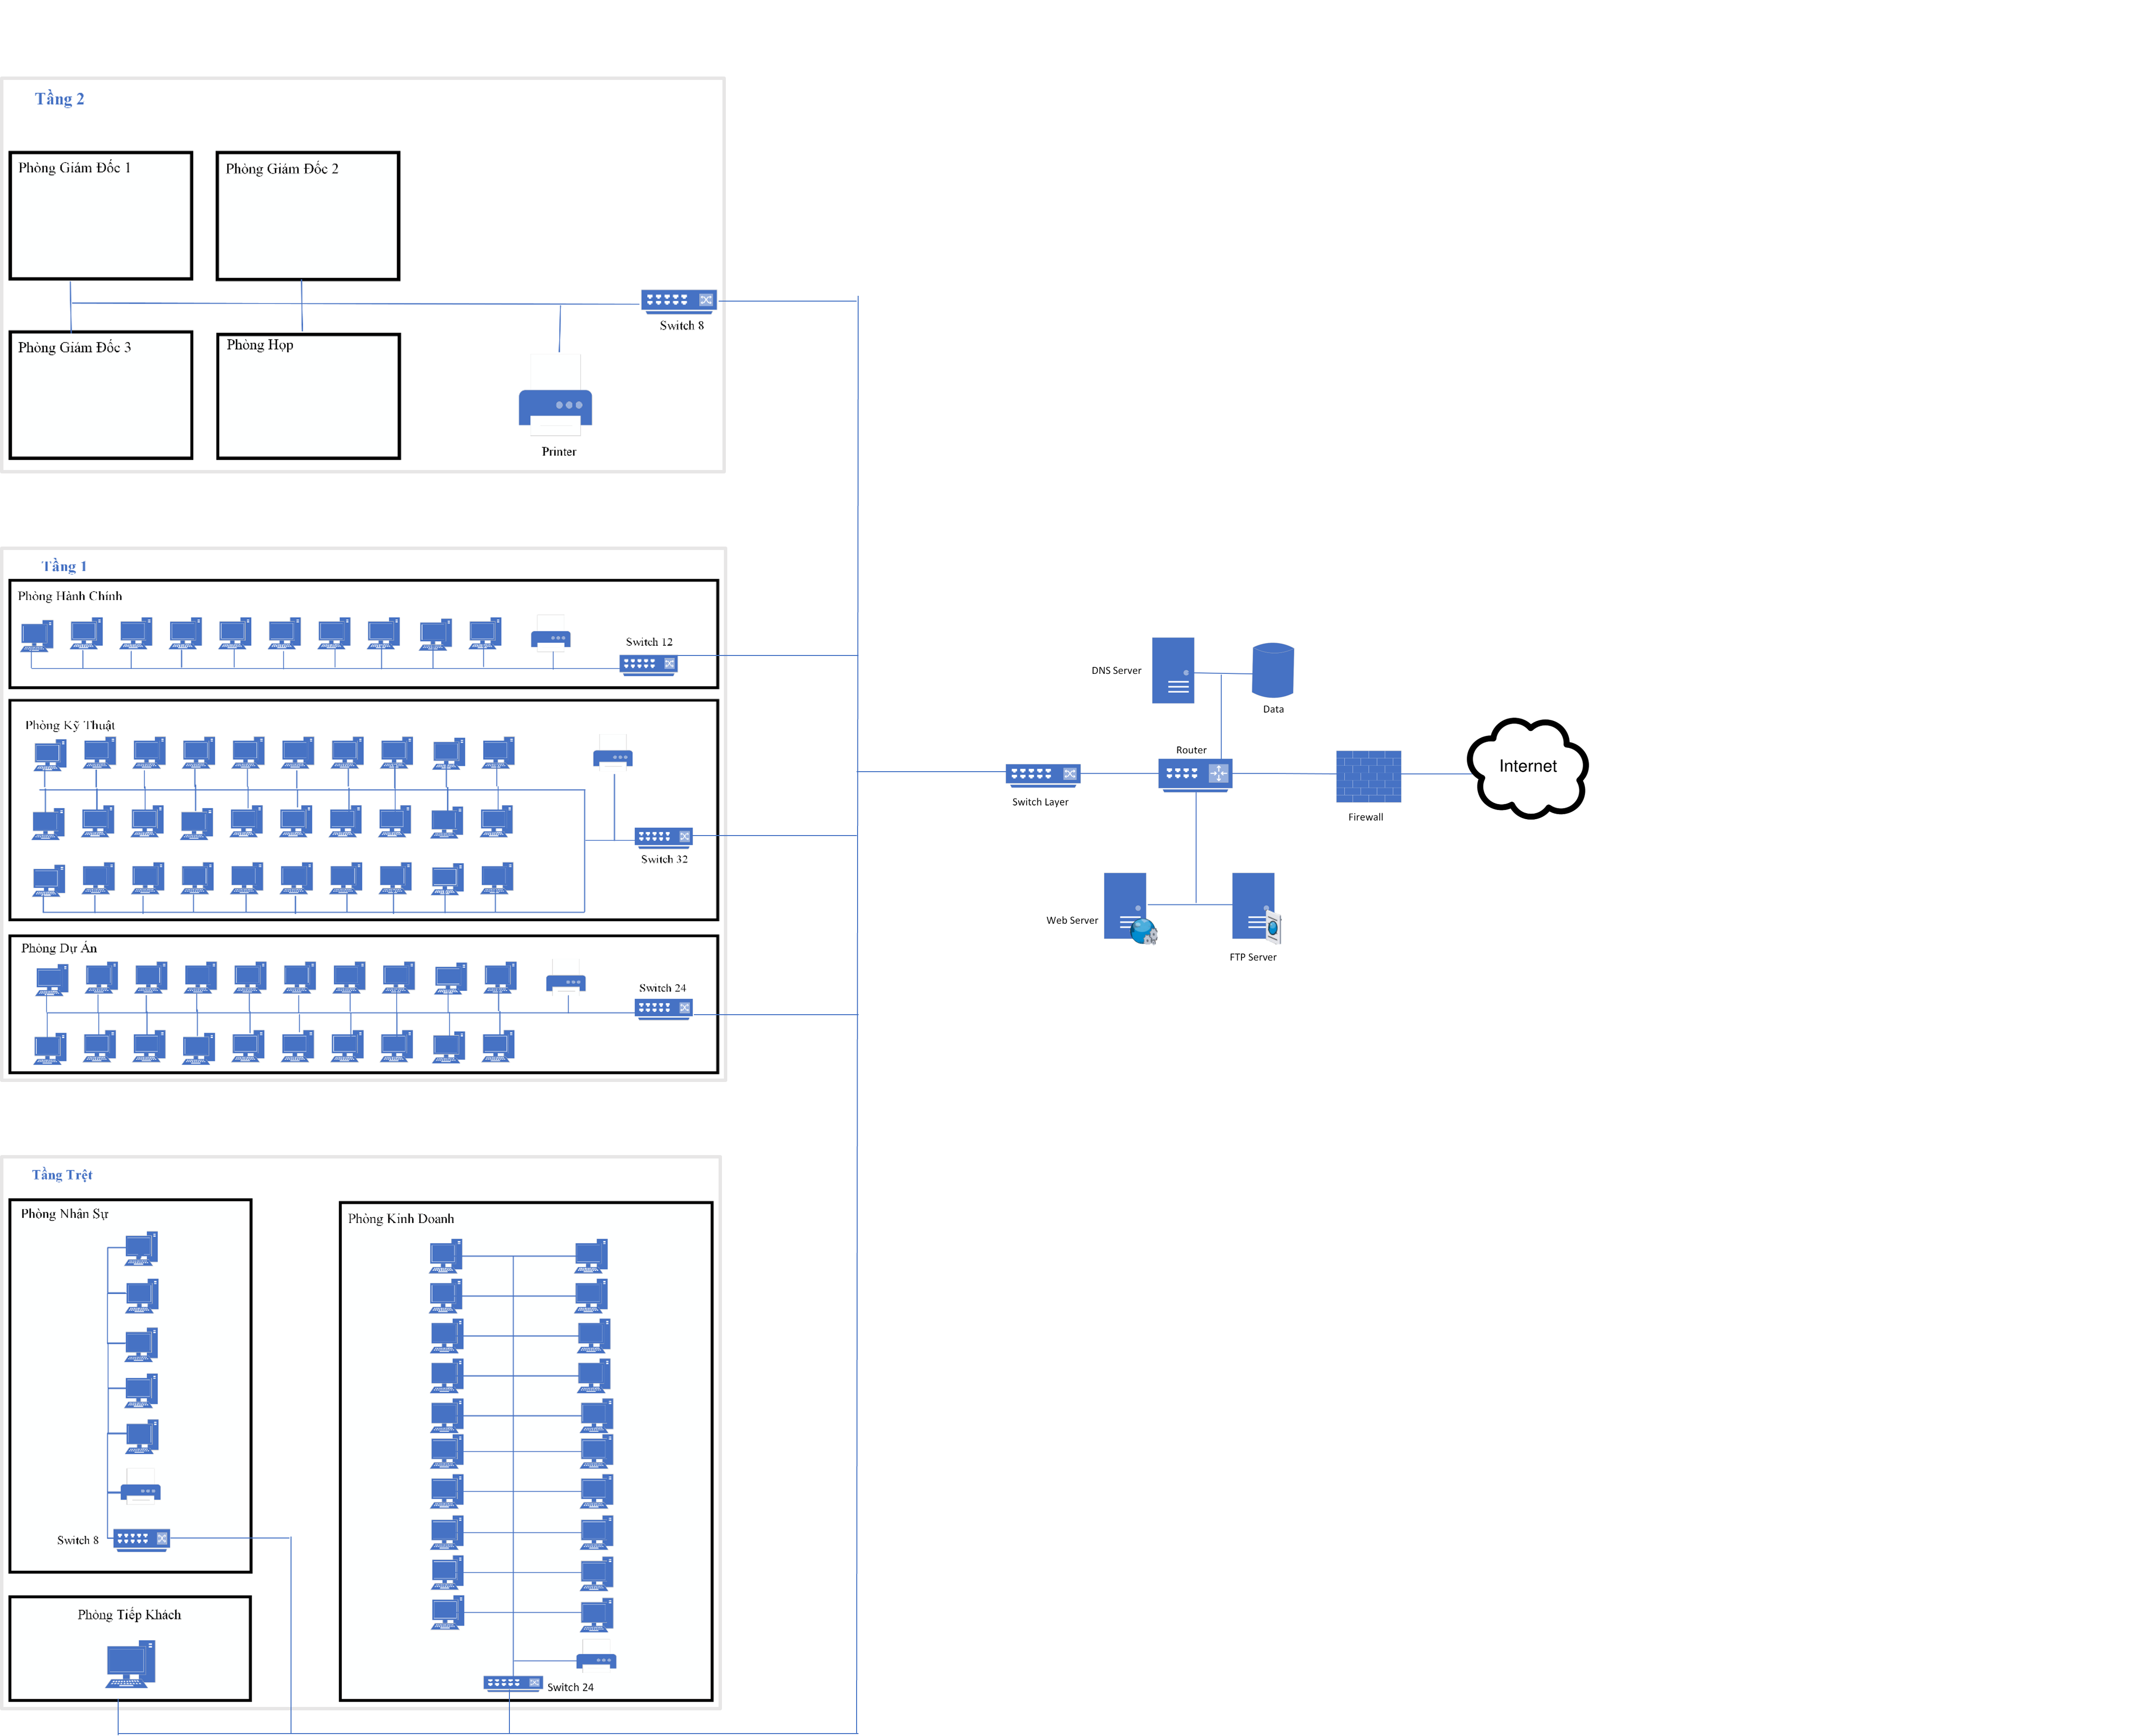 Tầng 2
Phòng Giám Đốc 1
Phòng Giám Đốc 2
Switch 8
Phòng Giám Đốc 3
Phòng Họp
Printer
Tầng 1
Phòng Hành Chính
Switch 12
Phòng Kỹ Thuật
Switch 32
Phòng Dự Án
Switch 24
DNS Server
Data
Router
Switch Layer
Firewall
Internet
Web Server
FTP Server
Tầng Trệt
Phòng Nhân Sự
Switch 8
Phòng Kinh Doanh
Switch 24
Phòng Tiếp Khách